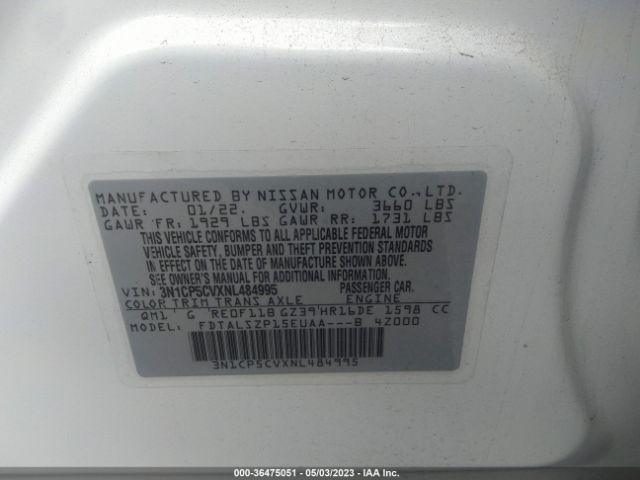 MANUFACTURED BY NISSAN MOTOR CO., LTD.
DATE: 01/22. GVWR: 3660 LBS
GAWR FR: 1929 LBS GAWR RR: 1731 LBS
THIS VEHICLE CONFORMS TO ALL APPLICABLE FEDERAL MOTOR
VEHICLE SAFETY, BUMPER AND THEFT PREVENTION STANDARDS
IN EFFECT ON THE DATE OF MANUFACTURE SHOWN ABOVE.
SEE OWNER'S MANUAL FOR ADDITIONAL INFORMATION.
VIN: 3N1CP5CVXNL484995 PASSENGER CAR.
COLOR TRIM TRANS AXLE ENGINE
QM1 G RE0F11B GZ39 HR16DE 1598 CC
MODEL: FDTALSZP15EUAA---B 42000
3N1CP5CVXNL484995
000-36475051 - 05/03/2023 - IAA Inc.